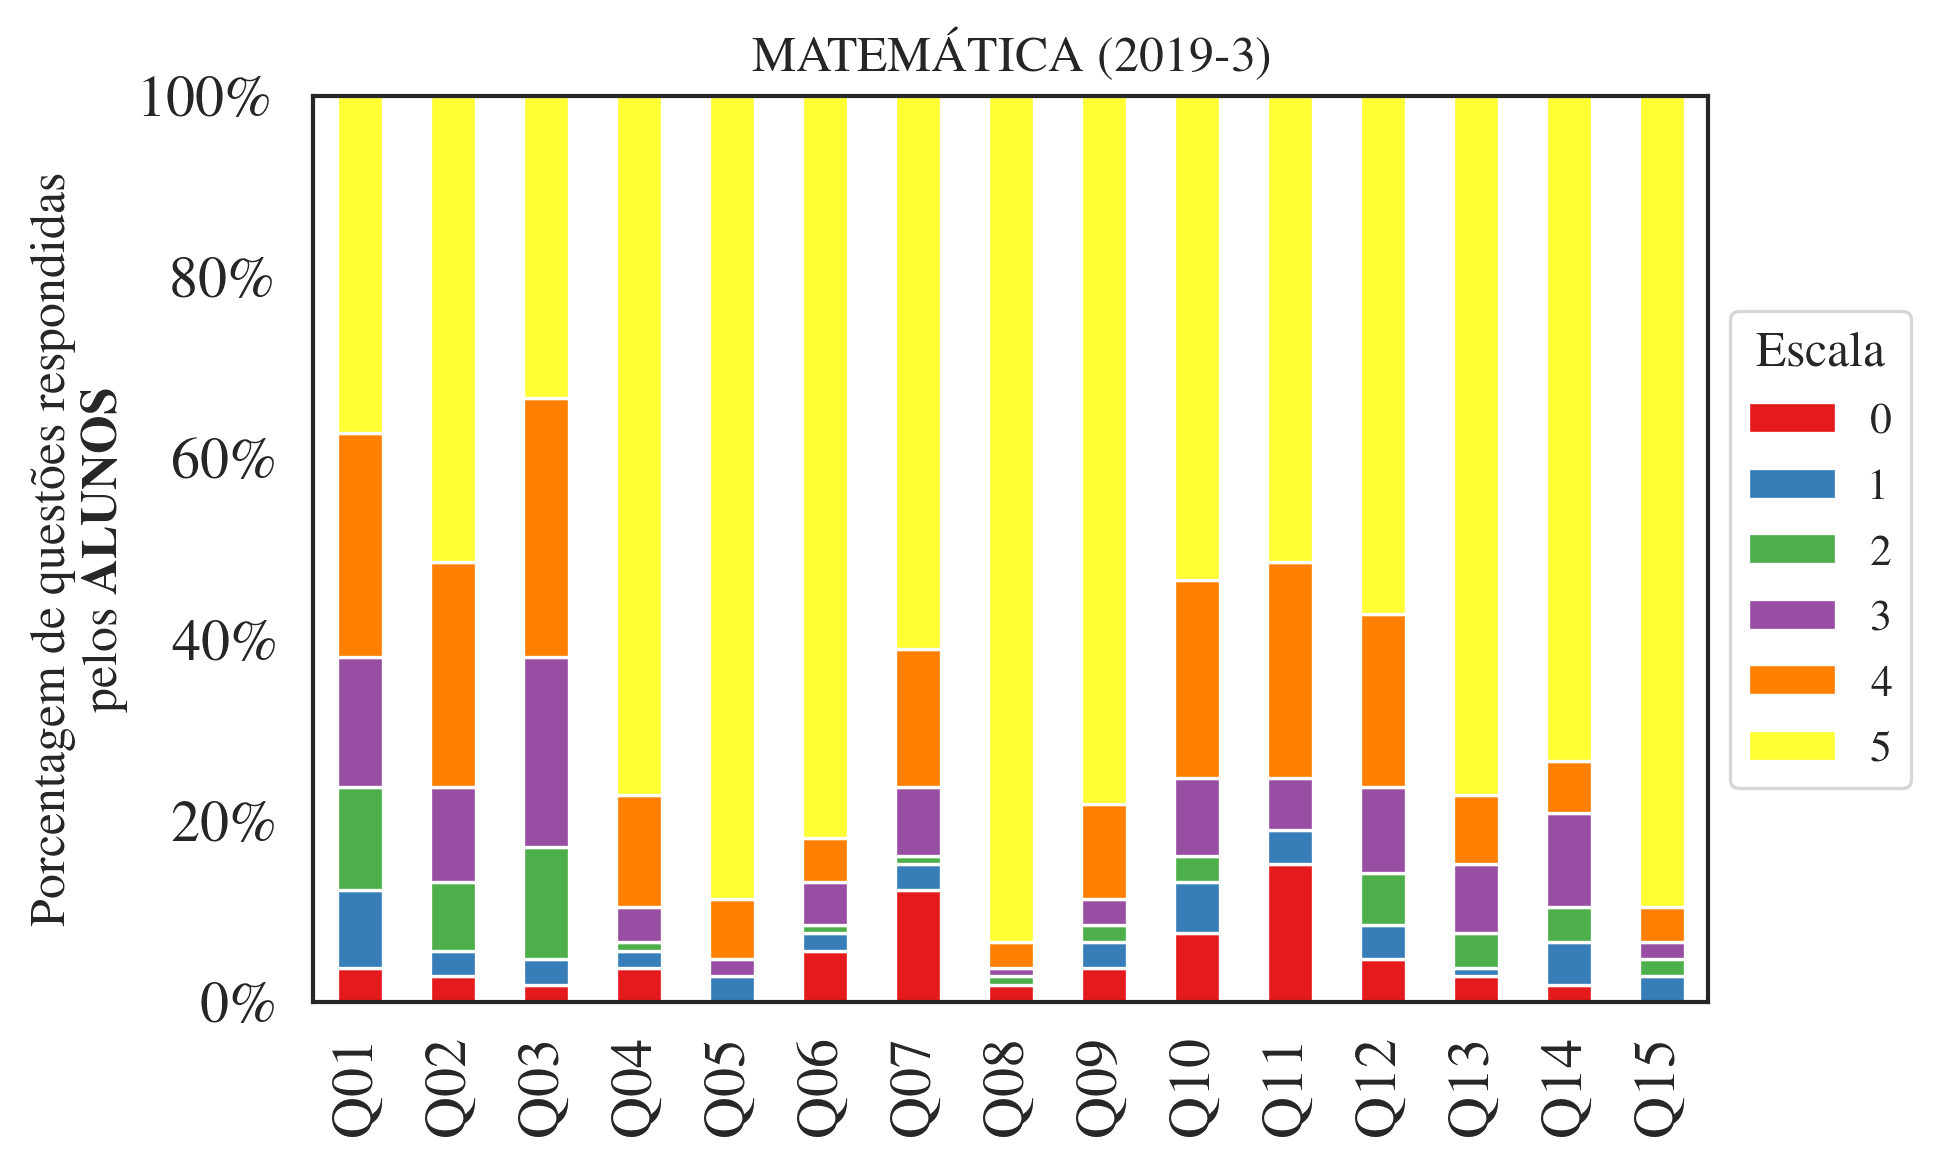 MATEMÁTICA (2019-3)
Porcentagem de questões respondidas
pelos ALUNOS
100%
80%
60%
40%
20%
0%
Q01
Q02
Q03
Q04
Q05
Q06
Q07
Q08
Q09
Q10
Q11
Q12
Q13
Q14
Q15
Escala
0
1
2
3
4
5